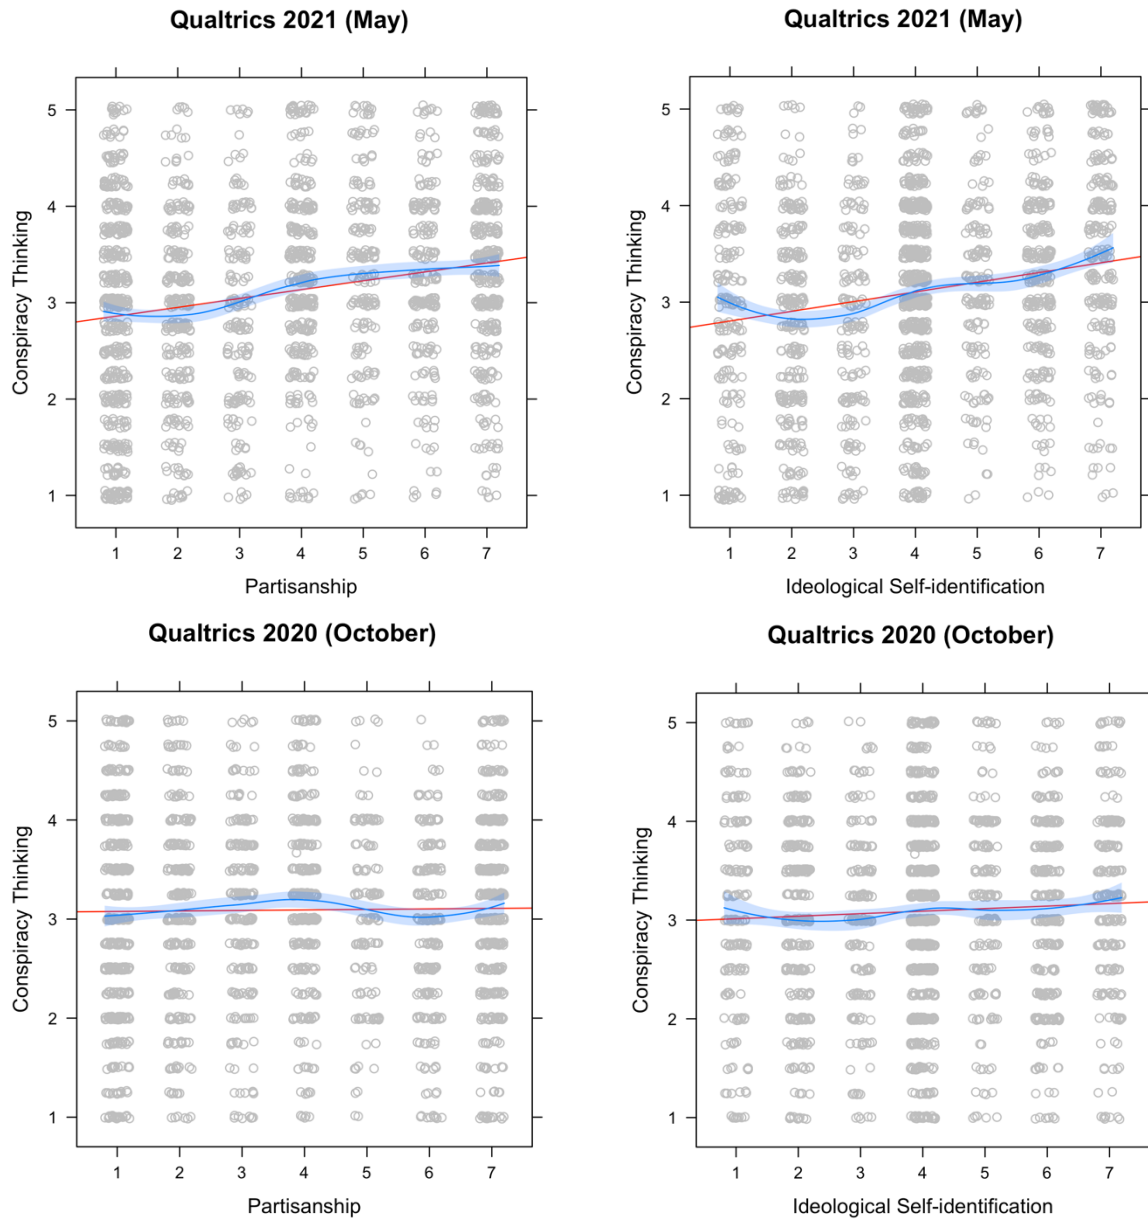 Qualtrics 2021 (May)
Conspiracy Thinking
5
4
3
2
1
1 2 3 4 5 6 7
Partisanship
Qualtrics 2021 (May)
Conspiracy Thinking
5
4
3
2
1
1 2 3 4 5 6 7
Ideological Self-identification
Qualtrics 2020 (October)
Conspiracy Thinking
5
4
3
2
1
1 2 3 4 5 6 7
Partisanship
Qualtrics 2020 (October)
Conspiracy Thinking
5
4
3
2
1
1 2 3 4 5 6 7
Ideological Self-identification